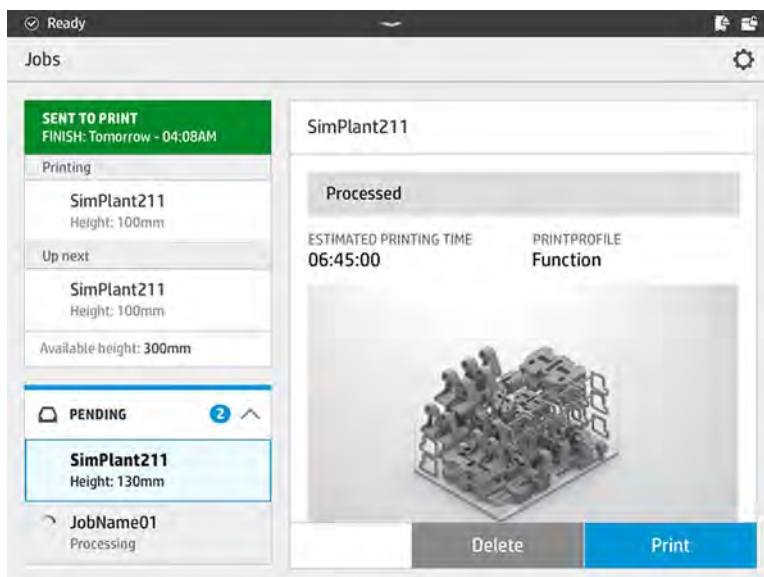 Ready
Jobs
SENT TO PRINT
FINISH: Tomorrow - 04:08AM
Printing
SimPlant211
Height: 100mm
Up next
SimPlant211
Height: 100mm
Available height: 300mm
PENDING 2
SimPlant211
Height: 130mm
JobName01
Processing
SimPlant211
Processed
ESTIMATED PRINTING TIME PRINTPROFILE
06:45:00 Function
Delete Print